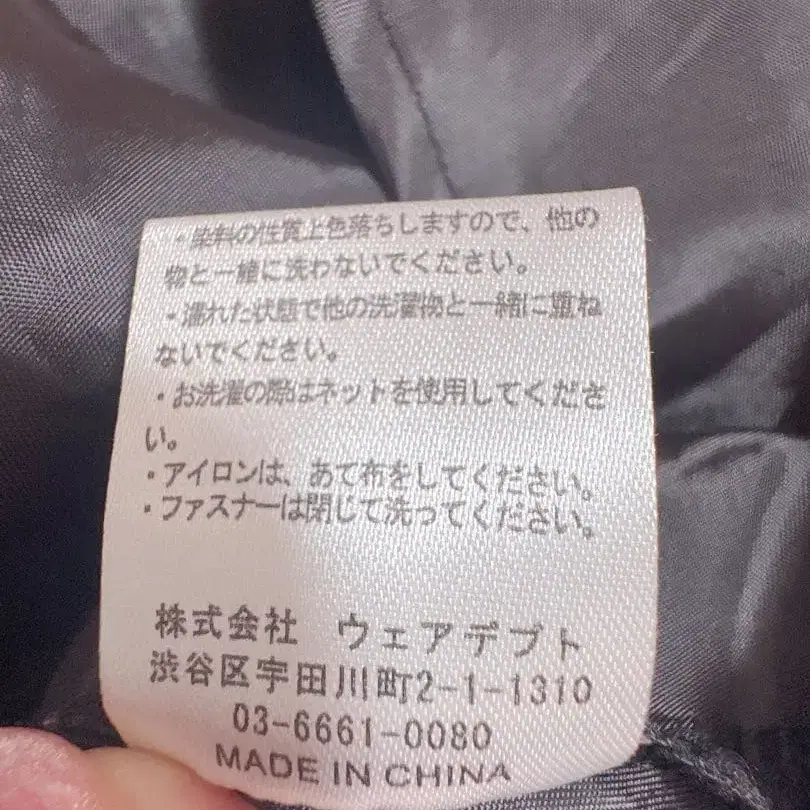 ・染料の性質上色落ちしますので、他の
物と一緒に洗わないでください。
・濡れた状態で他の洗濯物と一緒に重ね
ないでください。
・お洗濯の際はネットを使用してくださ
い。
・アイロンは、あて布をしてください。
・ファスナーは閉じて洗ってください。
株式会社 ウェアデプト
渋谷区宇田川町2-1-1310
03-6661-0080
MADE IN CHINA